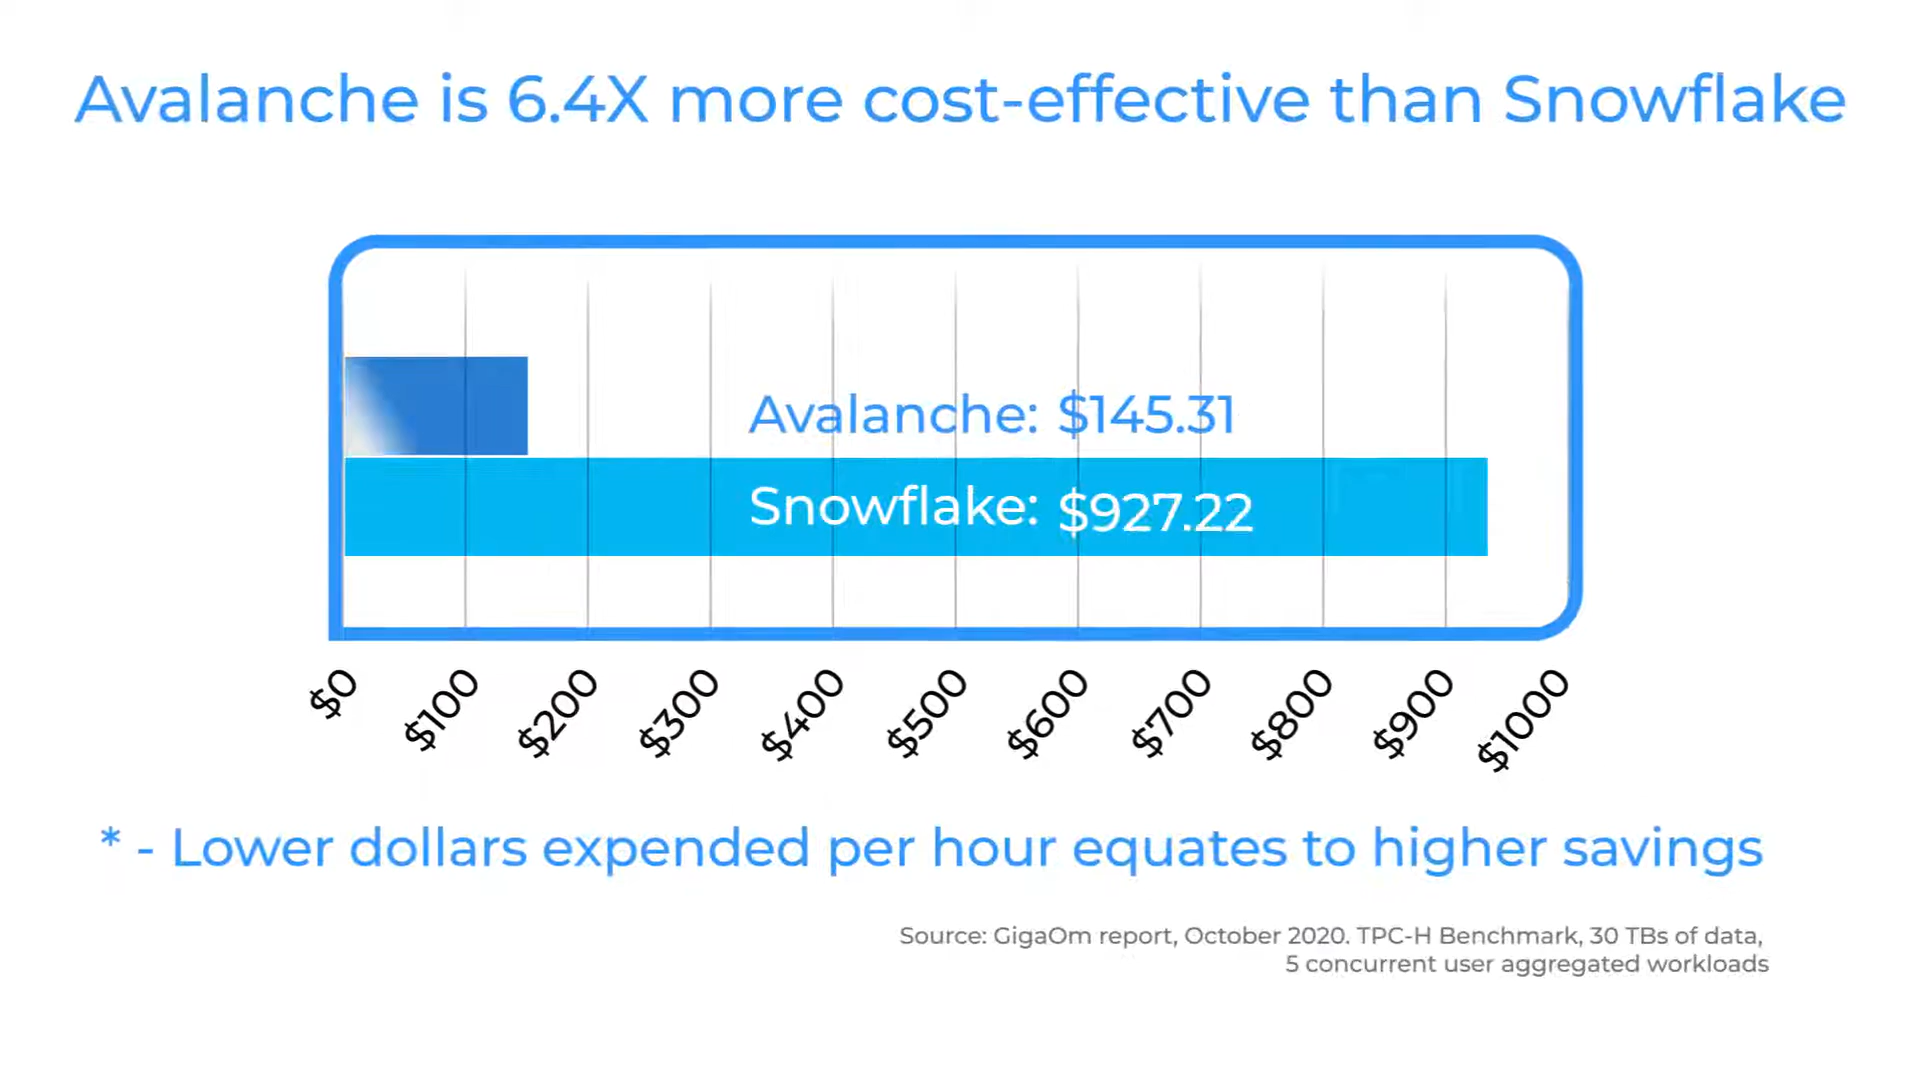 Avalanche is 6.4X more cost-effective than Snowflake
Avalanche: $145.31
Snowflake: $927.22
$0
$100
$200
$300
$400
$500
$600
$700
$800
$900
$1000
* - Lower dollars expended per hour equates to higher savings
Source: GigaOm report, October 2020. TPC-H Benchmark, 30 TBs of data,
5 concurrent user aggregated workloads